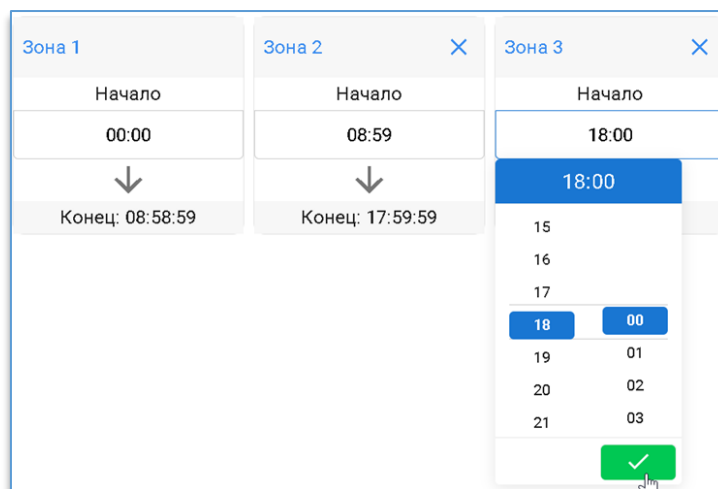 Зона 1
Начало
00:00
Конец: 08:58:59
Зона 2
Начало
08:59
Конец: 17:59:59
Зона 3
Начало
18:00
18:00
15
16
17
18 00
19 01
20 02
21 03